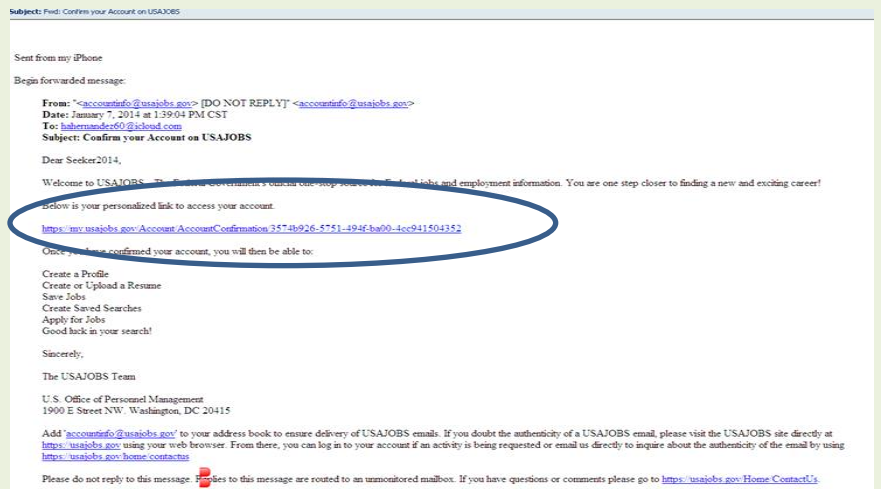 Subject: Fwd: Confirm your Account on USAJOBS
Sent from my iPhone
Begin forwarded message:
From: "<accountinfo@usajobs.gov> [DO NOT REPLY]" <accountinfo@usajobs.gov>
Date: January 7, 2014 at 1:39:04 PM CST
To: hahernandez60@icloud.com
Subject: Confirm your Account on USAJOBS
Dear Seeker2014,
Welcome to USAJOBS - The Federal Government's official one-stop source for Federal jobs and employment information. You are one step closer to finding a new and exciting career!
Below is your personalized link to access your account.
https://my.usajobs.gov/Account/AccountConfirmation/3574b926-5751-494f-ba00-4cc941504352
Once you have confirmed your account, you will then be able to:
Create a Profile
Create or Upload a Resume
Save Jobs
Create Saved Searches
Apply for Jobs
Good luck in your search!
Sincerely,
The USAJOBS Team
U.S. Office of Personnel Management
1900 E Street NW. Washington, DC 20415
Add 'accountinfo@usajobs.gov' to your address book to ensure delivery of USAJOBS emails. If you doubt the authenticity of a USAJOBS email, please visit the USAJOBS site directly at
https://usajobs.gov using your web browser. From there, you can log in to your account if an activity is being requested or email us directly to inquire about the authenticity of the email by using
https://usajobs.gov/home/contactus
Please do not reply to this message. Replies to this message are routed to an unmonitored mailbox. If you have questions or comments please go to https://usajobs.gov/Home/ContactUs.